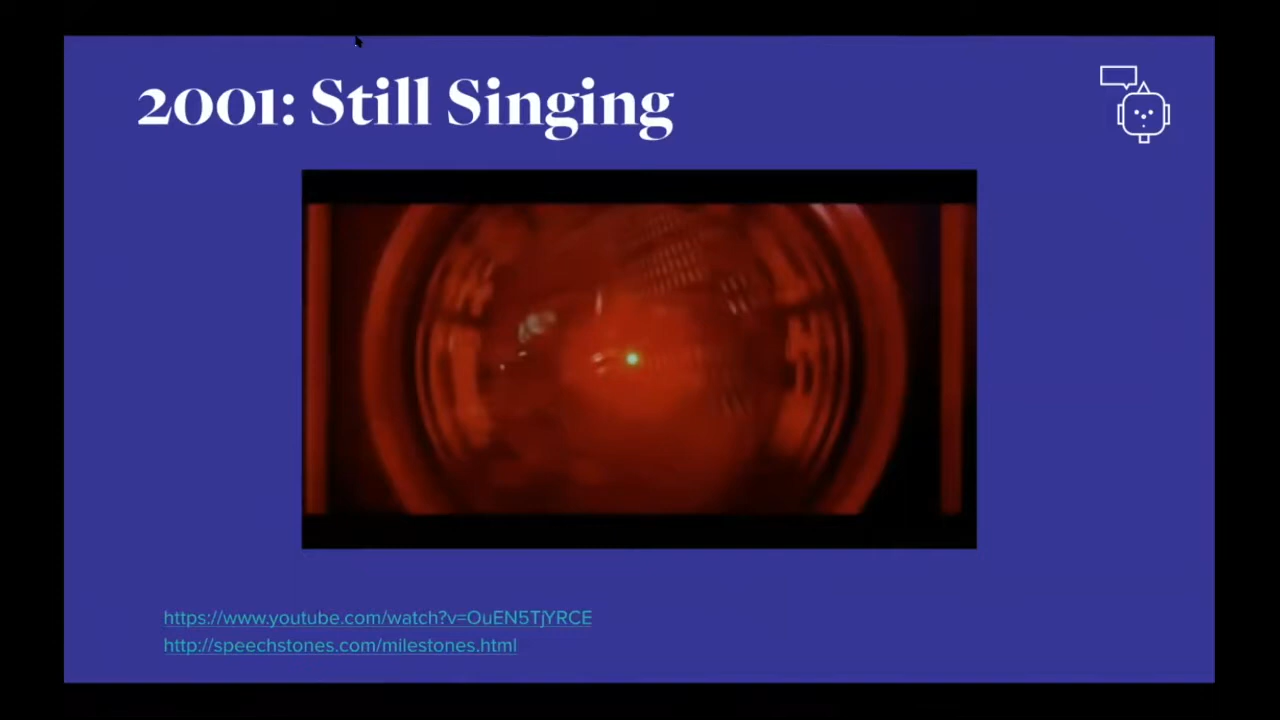 2001: Still Singing
https://www.youtube.com/watch?v=OuEN5TjYRCE
http://speechstones.com/milestones.html